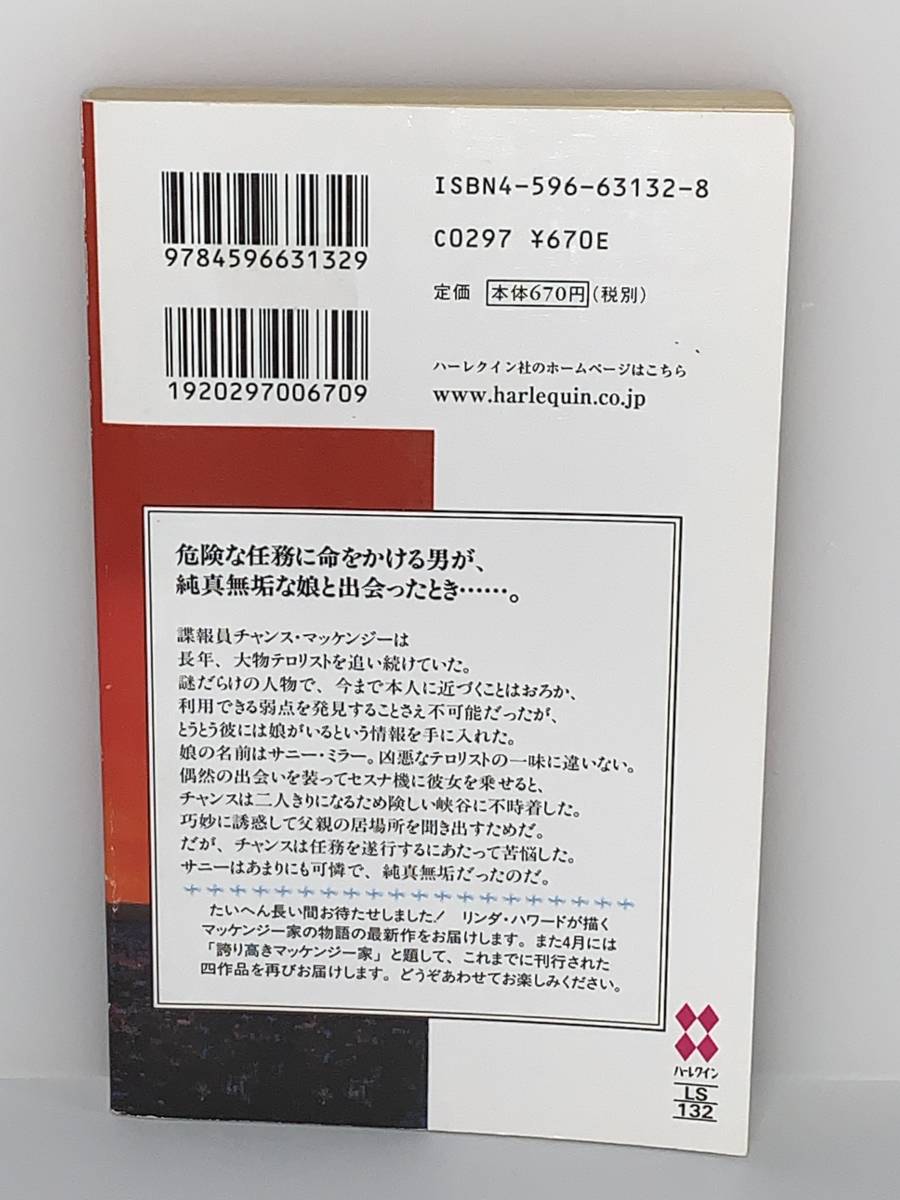 9784596631329
1920297006709
ISBN4-596-63132-8
C0297 ¥670E
定価 本体670円(税別)
ハーレクイン社のホームページはこちら
www.harlequin.co.jp
危険な任務に命をかける男が、
純真無垢な娘と出会ったとき……。
諜報員チャンス・マッケンジーは
長年、大物テロリストを追い続けていた。
謎だらけの人物で、今まで本人に近づくことはおろか、
利用できる弱点を発見することさえ不可能だったが、
とうとう彼には娘がいるという情報を手に入れた。
娘の名前はサニー・ミラー。凶悪なテロリストの一味に違いない。
偶然の出会いを装ってセスナ機に彼女を乗せると、
チャンスは二人きりになるため険しい峡谷に不時着した。
巧妙に誘惑して父親の居場所を聞き出すためだ。
だが、チャンスは任務を遂行するにあたって苦悩した。
サニーはあまりにも可憐で、純真無垢だったのだ。
たいへん長い間お待たせしました! リンダ・ハワードが描く
マッケンジー家の物語の最新作をお届けします。また4月には
「誇り高きマッケンジー家」と題して、これまでに刊行された
四作品を再びお届けします。どうぞあわせてお楽しみください。
ハーレクイン
LS
132